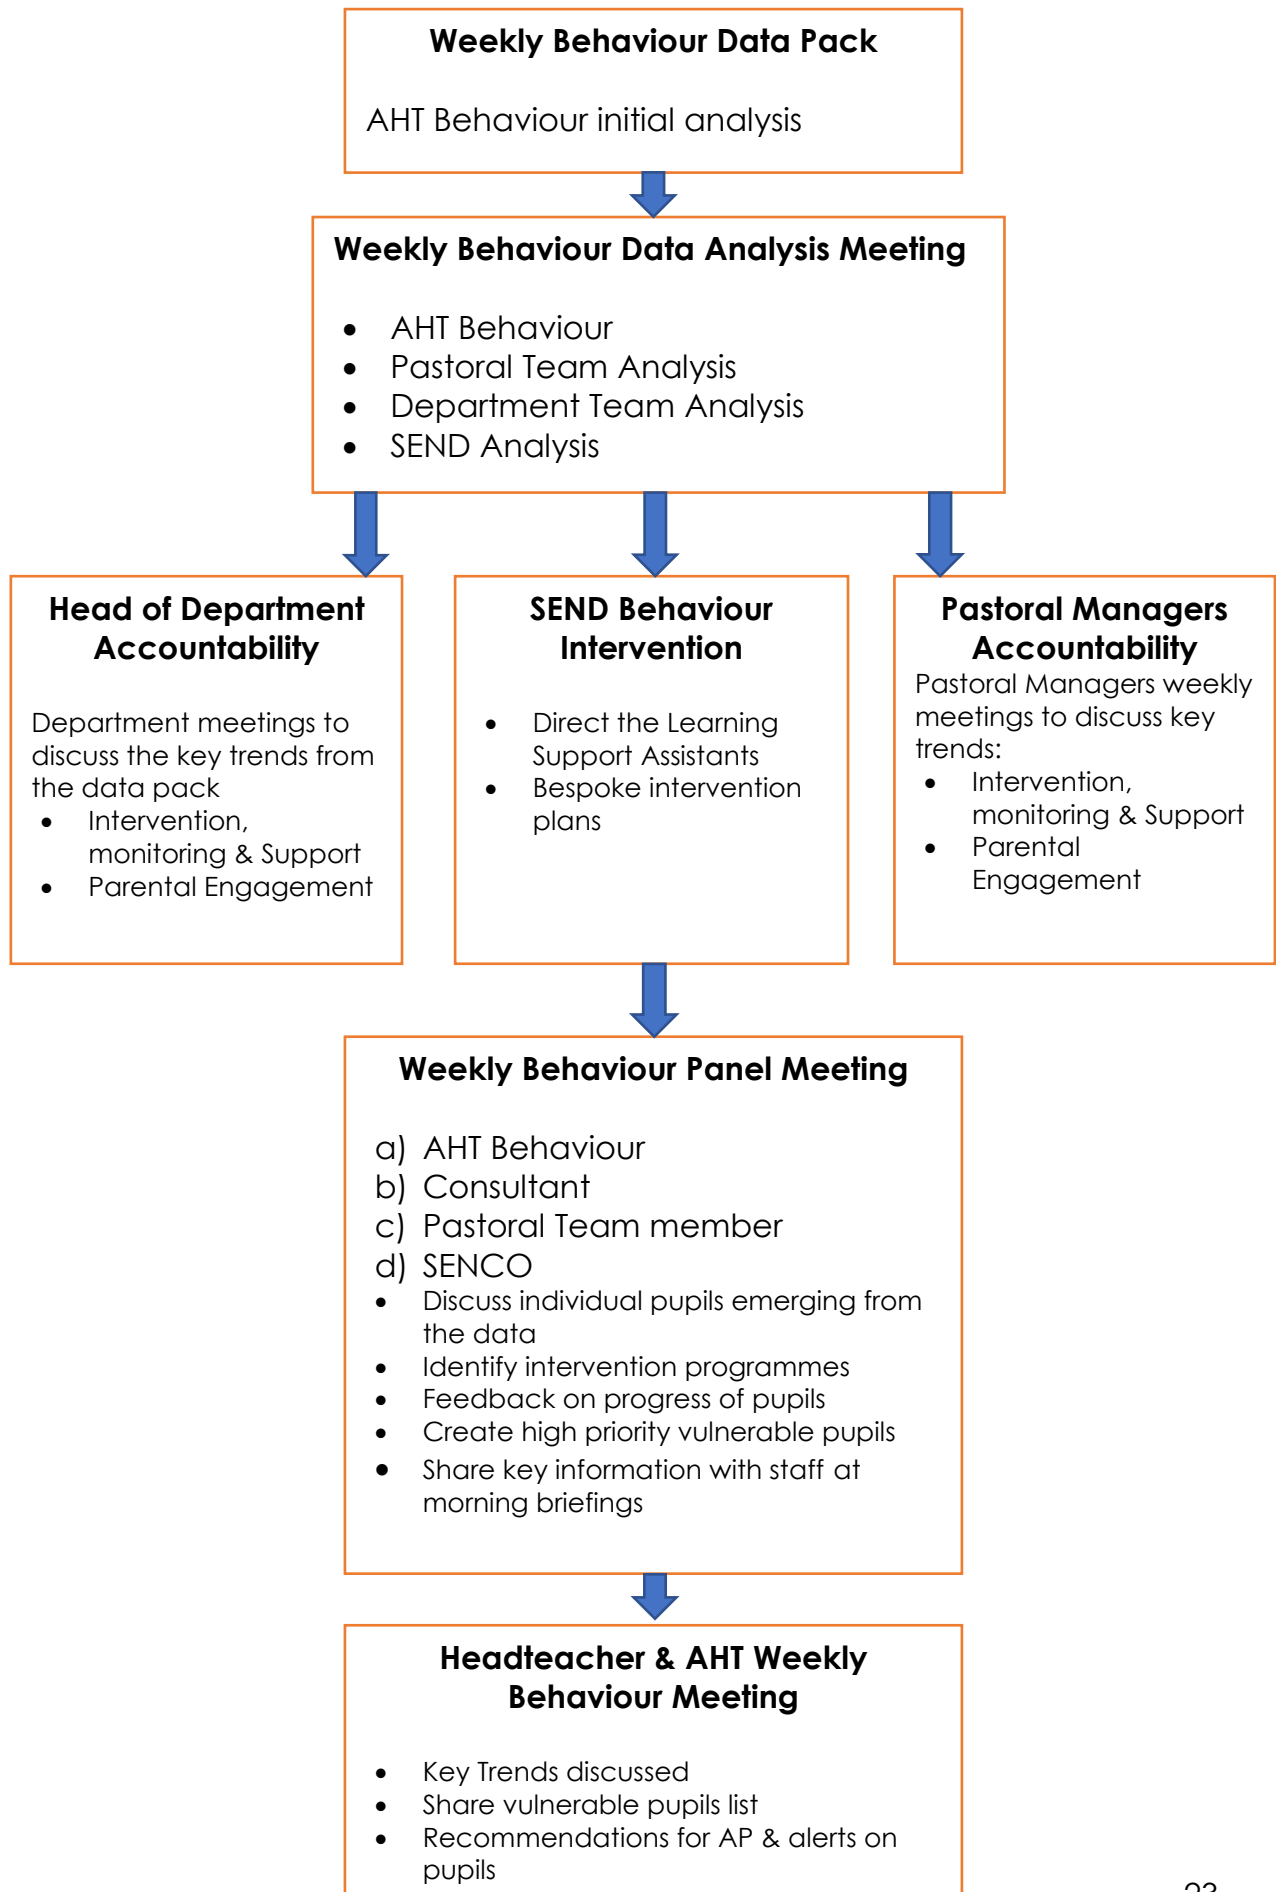 Weekly Behaviour Data Pack
AHT Behaviour initial analysis
Weekly Behaviour Data Analysis Meeting
• AHT Behaviour
• Pastoral Team Analysis
• Department Team Analysis
• SEND Analysis
Head of Department
Accountability
Department meetings to
discuss the key trends from
the data pack
• Intervention,
monitoring & Support
• Parental Engagement
SEND Behaviour
Intervention
• Direct the Learning
Support Assistants
• Bespoke intervention
plans
Pastoral Managers
Accountability
Pastoral Managers weekly
meetings to discuss key
trends:
• Intervention,
monitoring & Support
• Parental
Engagement
Weekly Behaviour Panel Meeting
a) AHT Behaviour
b) Consultant
c) Pastoral Team member
d) SENCO
• Discuss individual pupils emerging from
the data
• Identify intervention programmes
• Feedback on progress of pupils
• Create high priority vulnerable pupils
• Share key information with staff at
morning briefings
Headteacher & AHT Weekly
Behaviour Meeting
• Key Trends discussed
• Share vulnerable pupils list
• Recommendations for AP & alerts on
pupils